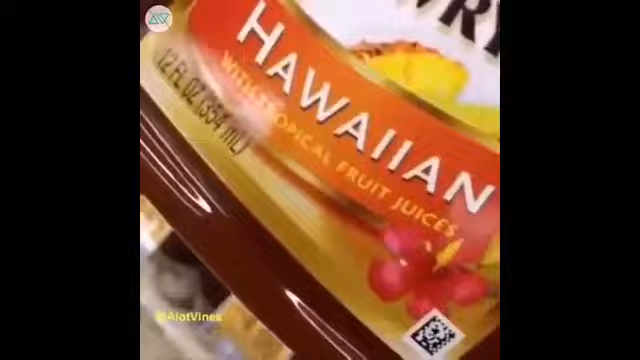 HAWAIIAN
WITH TROPICAL FRUIT JUICES
12 FL OZ (354 mL)
@AlotVines